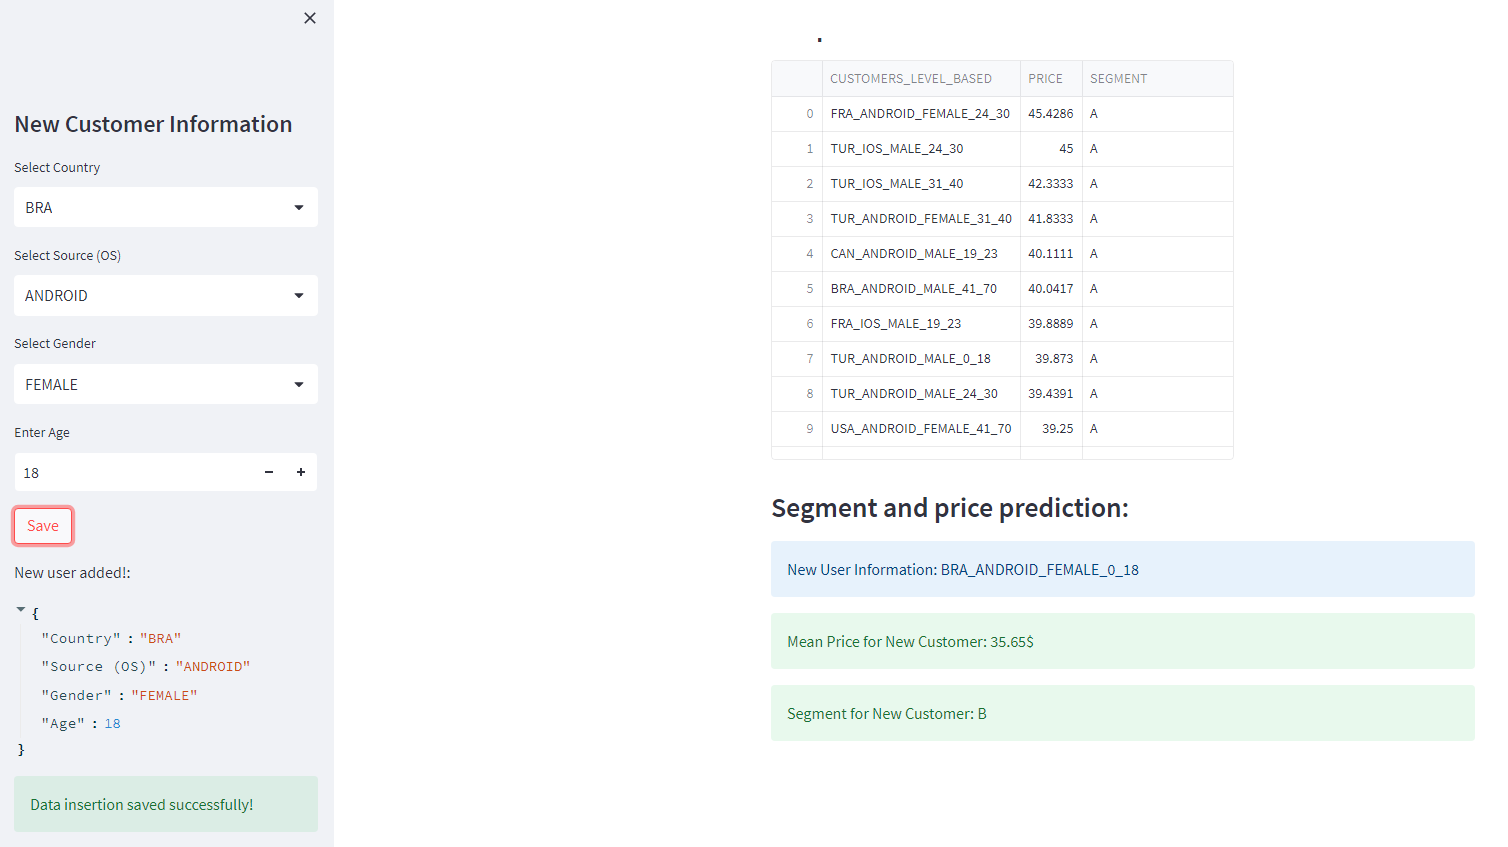 New Customer Information
Select Country
BRA
Select Source (OS)
ANDROID
Select Gender
FEMALE
Enter Age
18
Save
New user added!:
{
"Country" : "BRA"
"Source (OS)" : "ANDROID"
"Gender" : "FEMALE"
"Age" : 18
}
Data insertion saved successfully!
.
CUSTOMERS_LEVEL_BASED PRICE SEGMENT
0 FRA_ANDROID_FEMALE_24_30 45.4286 A
1 TUR_IOS_MALE_24_30 45 A
2 TUR_IOS_MALE_31_40 42.3333 A
3 TUR_ANDROID_FEMALE_31_40 41.8333 A
4 CAN_ANDROID_MALE_19_23 40.1111 A
5 BRA_ANDROID_MALE_41_70 40.0417 A
6 FRA_IOS_MALE_19_23 39.8889 A
7 TUR_ANDROID_MALE_0_18 39.873 A
8 TUR_ANDROID_MALE_24_30 39.4391 A
9 USA_ANDROID_FEMALE_41_70 39.25 A
Segment and price prediction:
New User Information: BRA_ANDROID_FEMALE_0_18
Mean Price for New Customer: 35.65$
Segment for New Customer: B